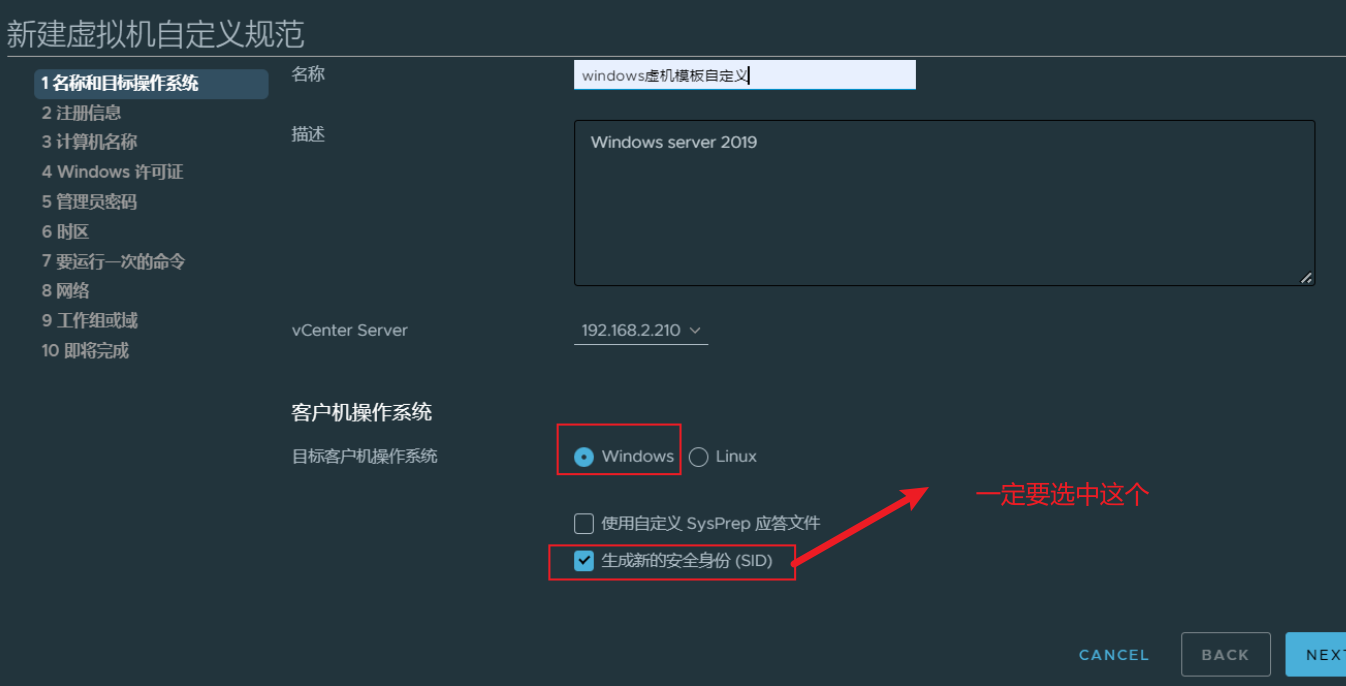 新建虚拟机自定义规范
1 名称和目标操作系统
2 注册信息
3 计算机名称
4 Windows 许可证
5 管理员密码
6 时区
7 要运行一次的命令
8 网络
9 工作组或域
10 即将完成
名称
windows虚机模板自定义
描述
Windows server 2019
vCenter Server
192.168.2.210
客户机操作系统
目标客户机操作系统
Windows
Linux
一定要选中这个
使用自定义 SysPrep 应答文件
生成新的安全身份 (SID)
CANCEL
BACK
NEXT